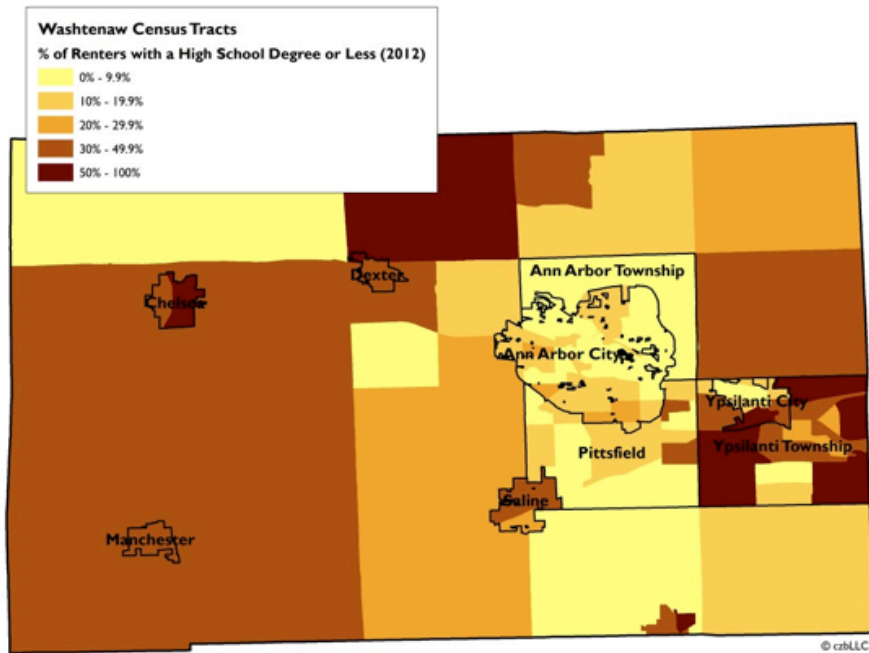 Washtenaw Census Tracts
% of Renters with a High School Degree or Less (2012)
0% - 9.9%
10% - 19.9%
20% - 29.9%
30% - 49.9%
50% - 100%
Ann Arbor Township
Dexter
Chelsea
Ann Arbor City
Ypsilanti City
Ypsilanti Township
Pittsfield
Saline
Manchester
© czbLLC